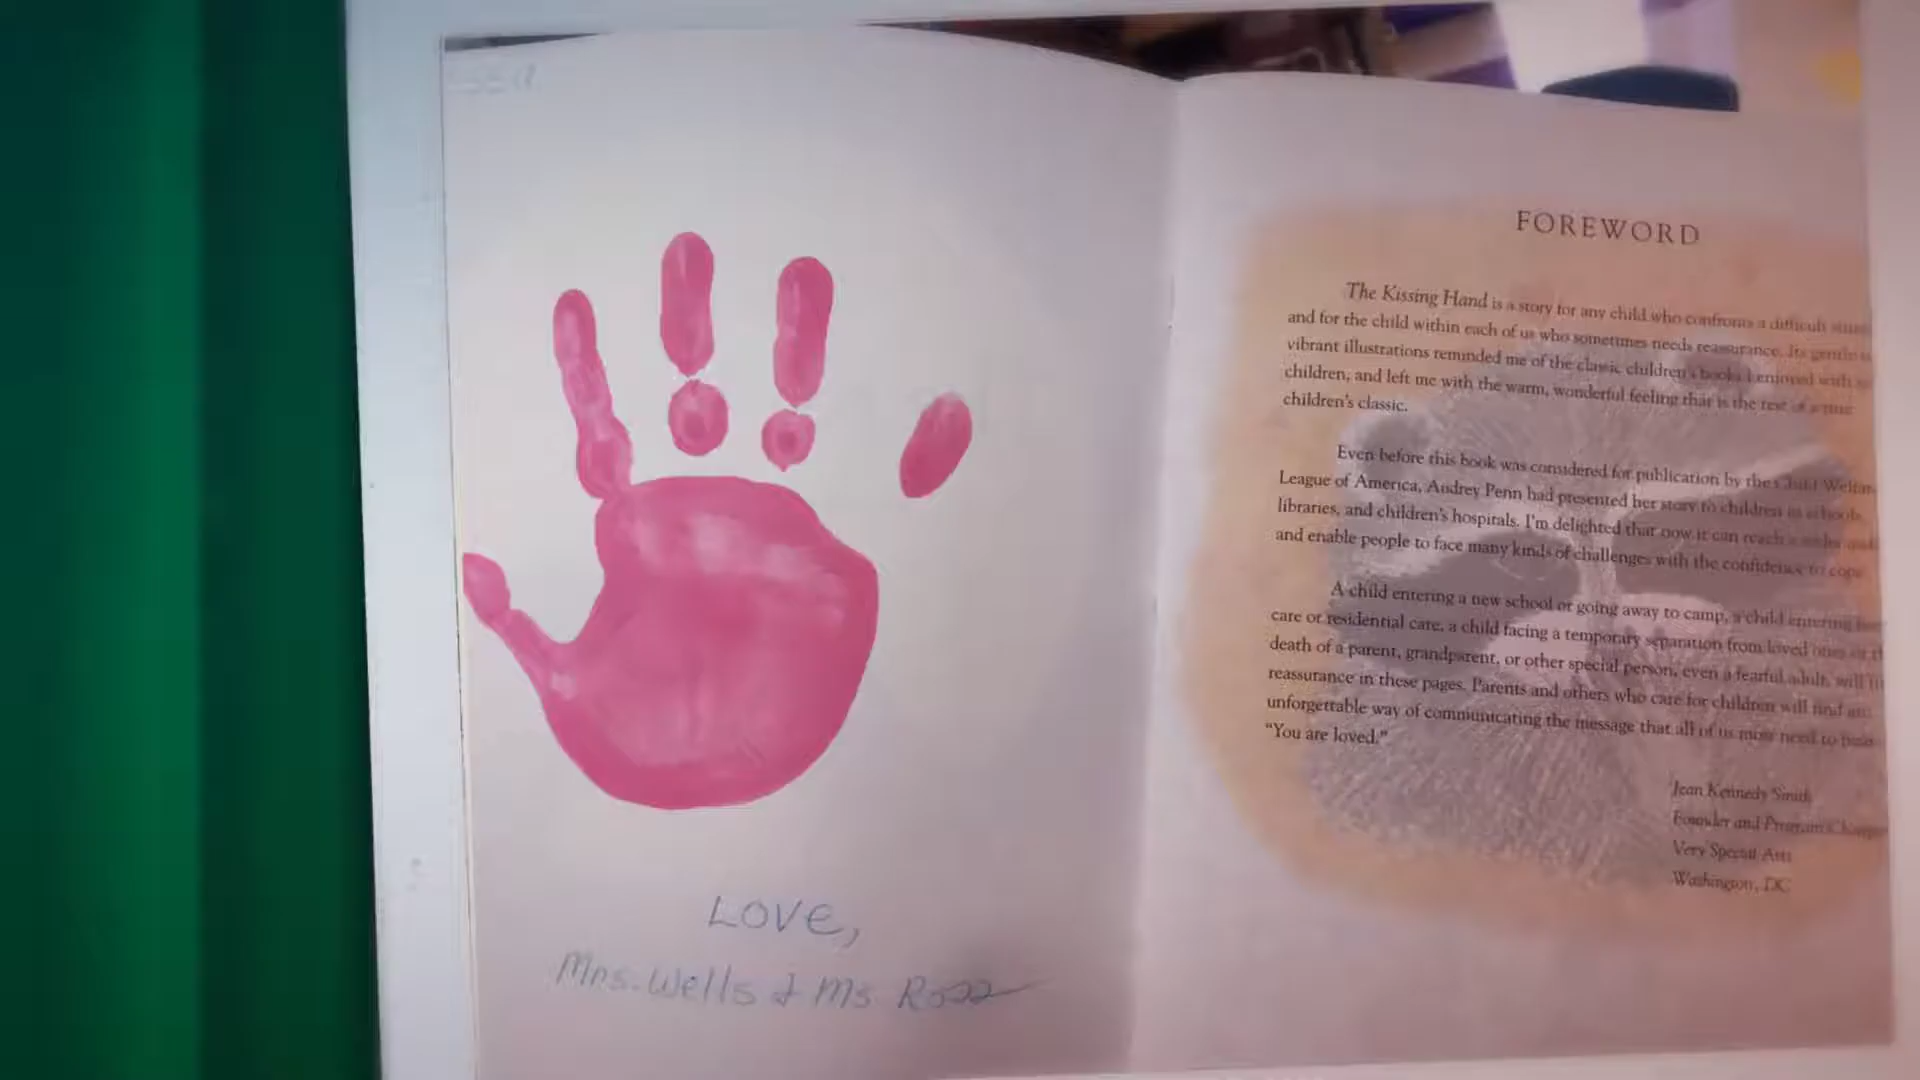 LOVE,
Mrs. Wells & Ms. Ross
FOREWORD
The Kissing Hand is a story for any child who confronts a difficult
and for the child within each of us who sometimes needs reassurance. Its gentle
vibrant illustrations reminded me of the classic children's books I enjoyed with
children, and left me with the warm, wonderful feeling that is the test of a true
children's classic.
Even before this book was considered for publication by the Child Welfare
League of America, Audrey Penn had presented her story to children in schools,
libraries, and children's hospitals. I'm delighted that now it can reach a wider
and enable people to face many kinds of challenges with the confidence to cope.
A child entering a new school or going away to camp, a child entering
care or residential care, a child facing a temporary separation from loved ones or
death of a parent, grandparent, or other special person, even a fearful adult, will
reassurance in these pages. Parents and others who care for children will find an
unforgettable way of communicating the message that all of us most need to hear
“You are loved.”
Jean Kennedy Smith
Founder and Program
Very Special Arts
Washington, DC